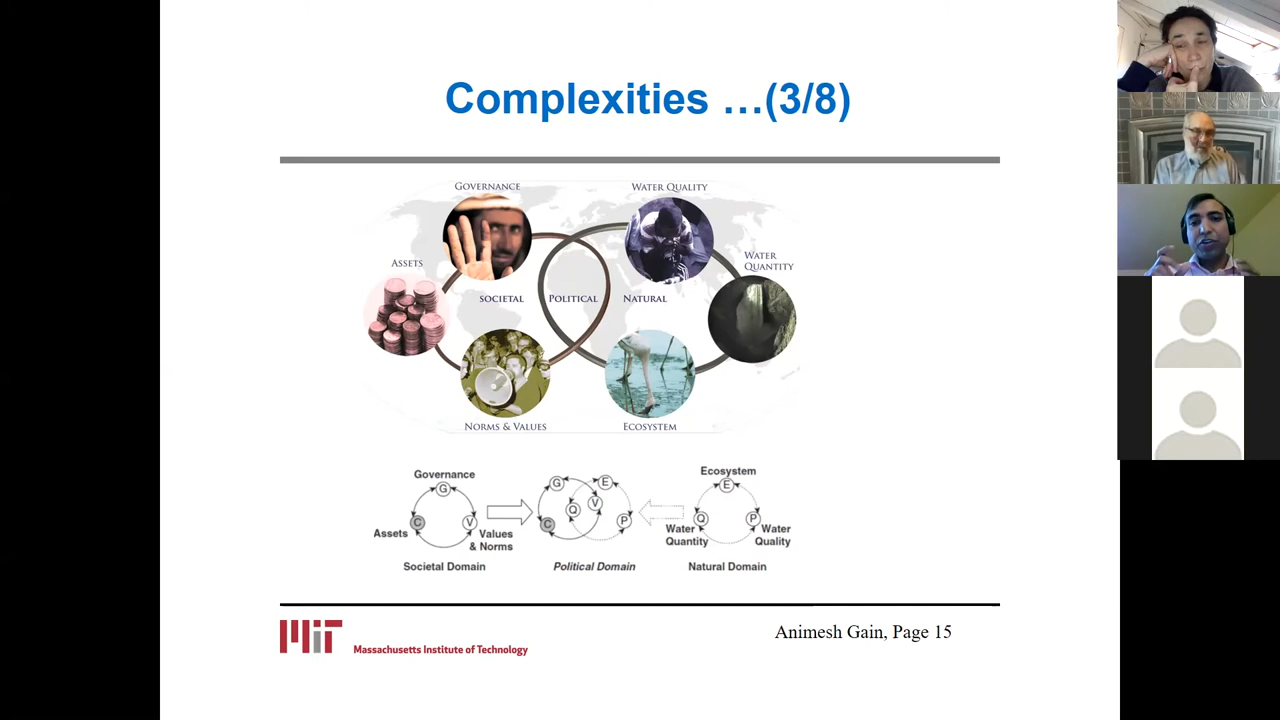 Complexities …(3/8)
GOVERNANCE
WATER QUALITY
ASSETS
WATER
QUANTITY
SOCIETAL
POLITICAL
NATURAL
NORMS & VALUES
ECOSYSTEM
Governance
G
C
V
Assets
Values
& Norms
Societal Domain
G
E
Q
V
C
P
Political Domain
Ecosystem
E
Q
P
Water
Quantity
Water
Quality
Natural Domain
MIT
Massachusetts Institute of Technology
Animesh Gain, Page 15